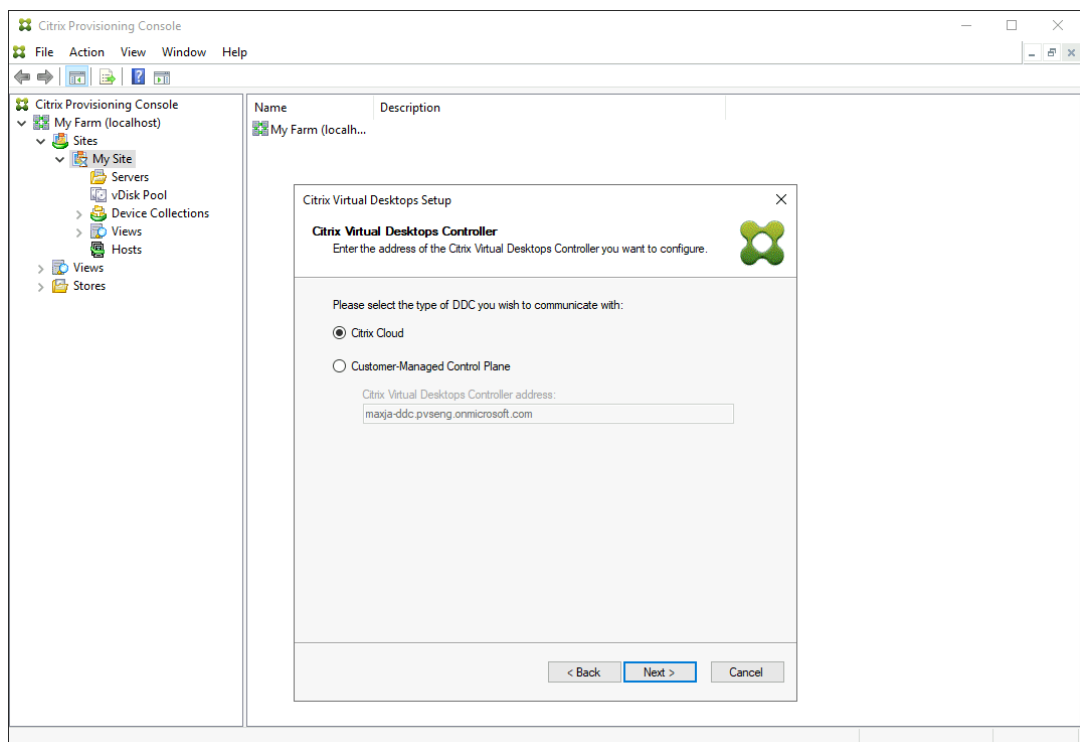 Citrix Provisioning Console
File Action View Window Help
Citrix Provisioning Console
My Farm (localhost)
Sites
My Site
Servers
vDisk Pool
Device Collections
Views
Hosts
Views
Stores
Name Description
My Farm (localh...
Citrix Virtual Desktops Setup
Citrix Virtual Desktops Controller
Enter the address of the Citrix Virtual Desktops Controller you want to configure.
Please select the type of DDC you wish to communicate with:
Citrix Cloud
Customer-Managed Control Plane
Citrix Virtual Desktops Controller address:
maxja-ddc.pvseng.onmicrosoft.com
< Back Next > Cancel